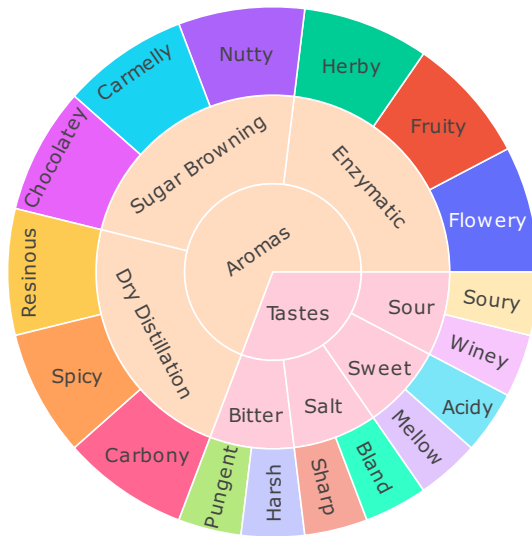 Nutty
Herby
Carmelly
Fruity
Chocolatey
Sugar Browning
Enzymatic
Flowery
Aromas
Resinous
Dry Distillation
Tastes
Sour
Soury
Winey
Spicy
Sweet
Acidy
Bitter
Salt
Mellow
Carbony
Pungent
Harsh
Sharp
Bland